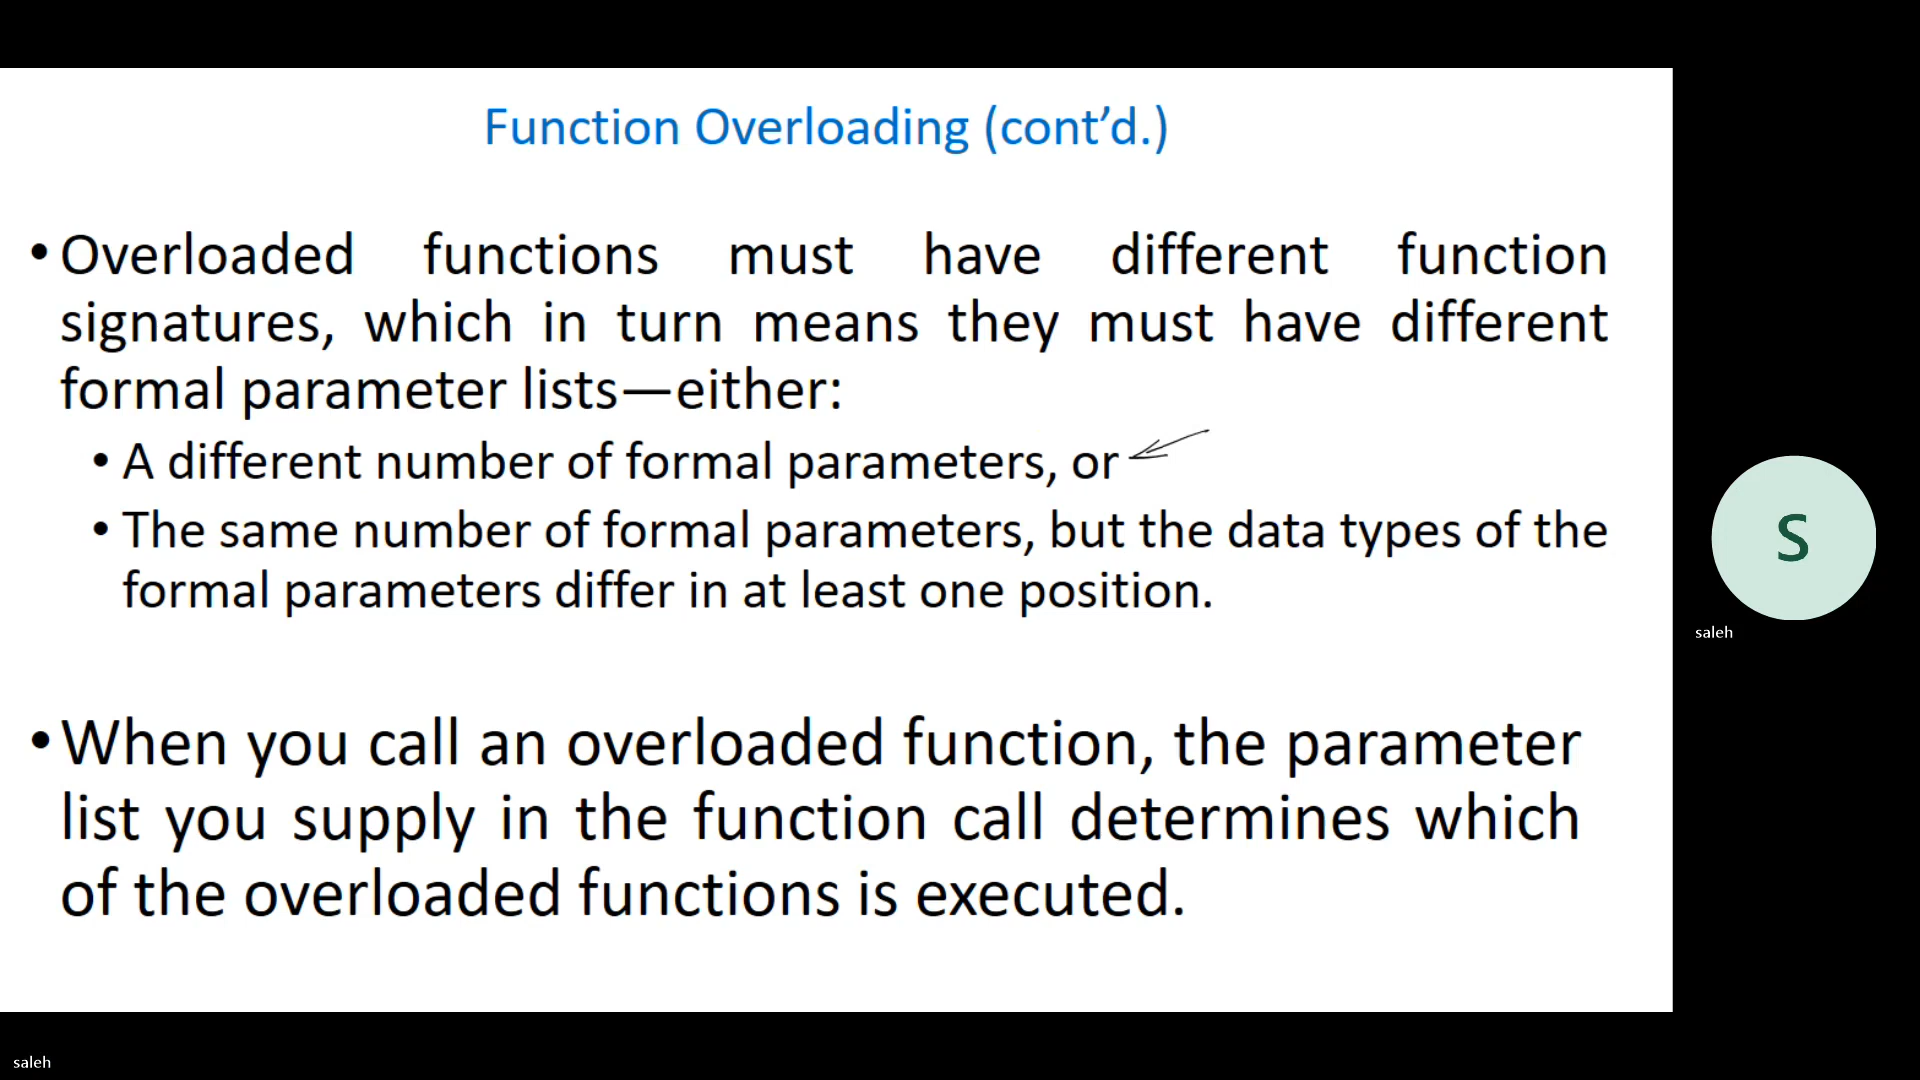 Function Overloading (cont’d.)
• Overloaded functions must have different function
signatures, which in turn means they must have different
formal parameter lists—either:
• A different number of formal parameters, or
• The same number of formal parameters, but the data types of the
formal parameters differ in at least one position.
• When you call an overloaded function, the parameter
list you supply in the function call determines which
of the overloaded functions is executed.
S
saleh
saleh